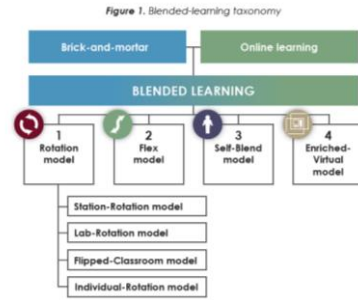 Figure 1. Blended-learning taxonomy
Brick-and-mortar
Online learning
BLENDED LEARNING
1
Rotation
model
2
Flex
model
3
Self-Blend
model
4
Enriched-
Virtual
model
Station-Rotation model
Lab-Rotation model
Flipped-Classroom model
Individual-Rotation model